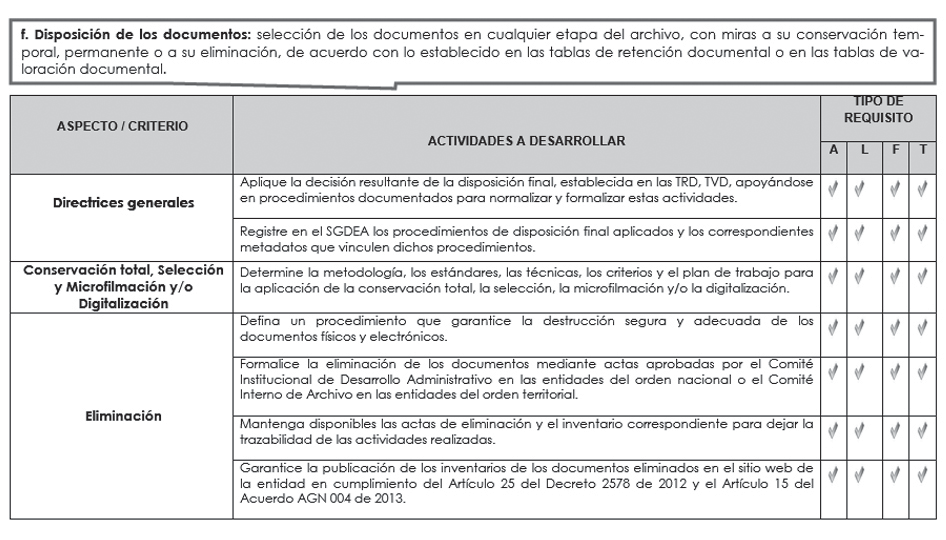 f. Disposición de los documentos: selección de los documentos en cualquier etapa del archivo, con miras a su conservación tem-
poral, permanente o a su eliminación, de acuerdo con lo establecido en las tablas de retención documental o en las tablas de va-
loración documental.
ASPECTO / CRITERIO
ACTIVIDADES A DESARROLLAR
TIPO DE
REQUISITO
A L F T
Directrices generales
Aplique la decisión resultante de la disposición final, establecida en las TRD, TVD, apoyándose
en procedimientos documentados para normalizar y formalizar estas actividades.
Registre en el SGDEA los procedimientos de disposición final aplicados y los correspondientes
metadatos que vinculen dichos procedimientos.
Conservación total, Selección
y Microfilmación y/o
Digitalización
Determine la metodología, los estándares, las técnicas, los criterios y el plan de trabajo para
la aplicación de la conservación total, la selección, la microfilmación y/o la digitalización.
Eliminación
Defina un procedimiento que garantice la destrucción segura y adecuada de los
documentos físicos y electrónicos.
Formalice la eliminación de los documentos mediante actas aprobadas por el Comité
Institucional de Desarrollo Administrativo en las entidades del orden nacional o el Comité
Interno de Archivo en las entidades del orden territorial.
Mantenga disponibles las actas de eliminación y el inventario correspondiente para dejar la
trazabilidad de las actividades realizadas.
Garantice la publicación de los inventarios de los documentos eliminados en el sitio web de
la entidad en cumplimiento del Artículo 25 del Decreto 2578 de 2012 y el Artículo 15 del
Acuerdo AGN 004 de 2013.